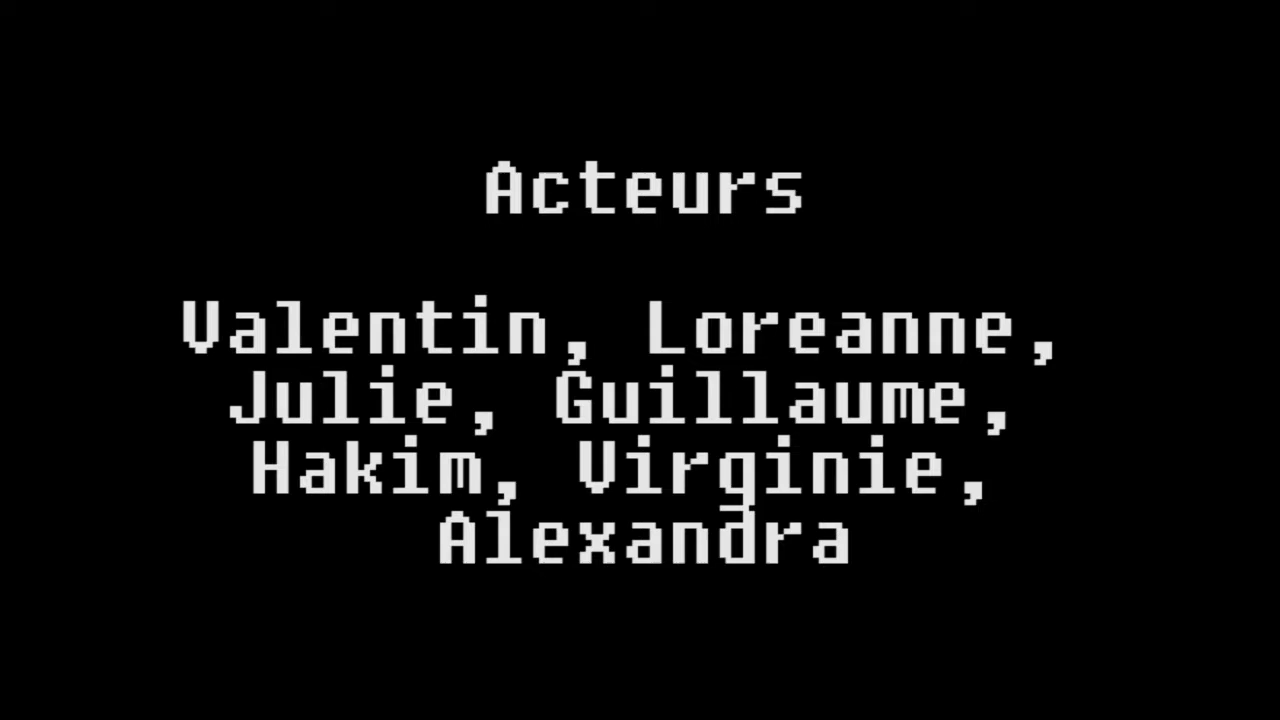 Acteurs
Valentin, Loreanne,
Julie, Guillaume,
Hakim, Virginie,
Alexandra